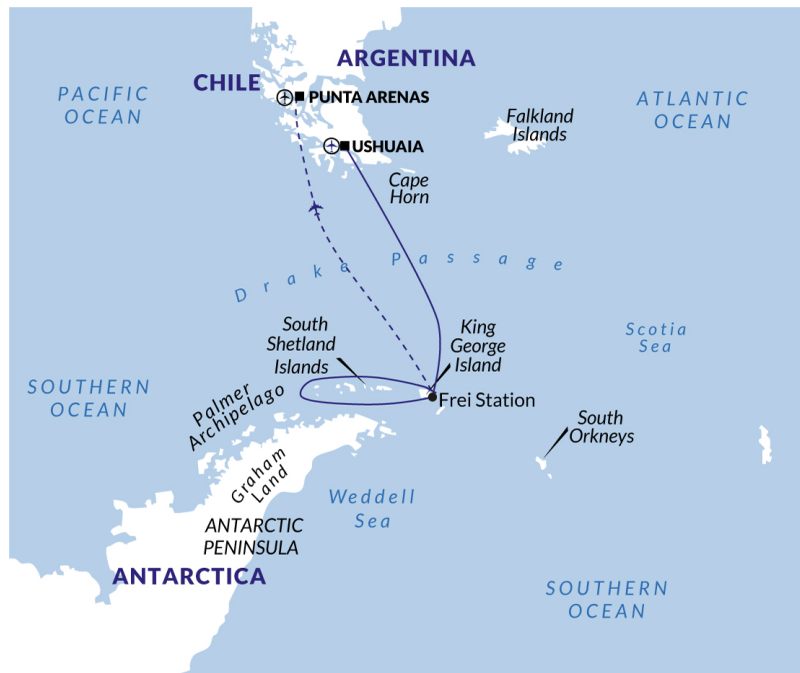 ARGENTINA
CHILE
PACIFIC
OCEAN
PUNTA ARENAS
ATLANTIC
OCEAN
Falkland
Islands
USHUAIA
Cape
Horn
Drake Passage
South
Shetland
Islands
King
George
Island
Scotia
Sea
SOUTHERN
OCEAN
Palmer
Archipelago
Frei Station
South
Orkneys
Graham
Land
Weddell
Sea
ANTARCTIC
PENINSULA
ANTARCTICA
SOUTHERN
OCEAN